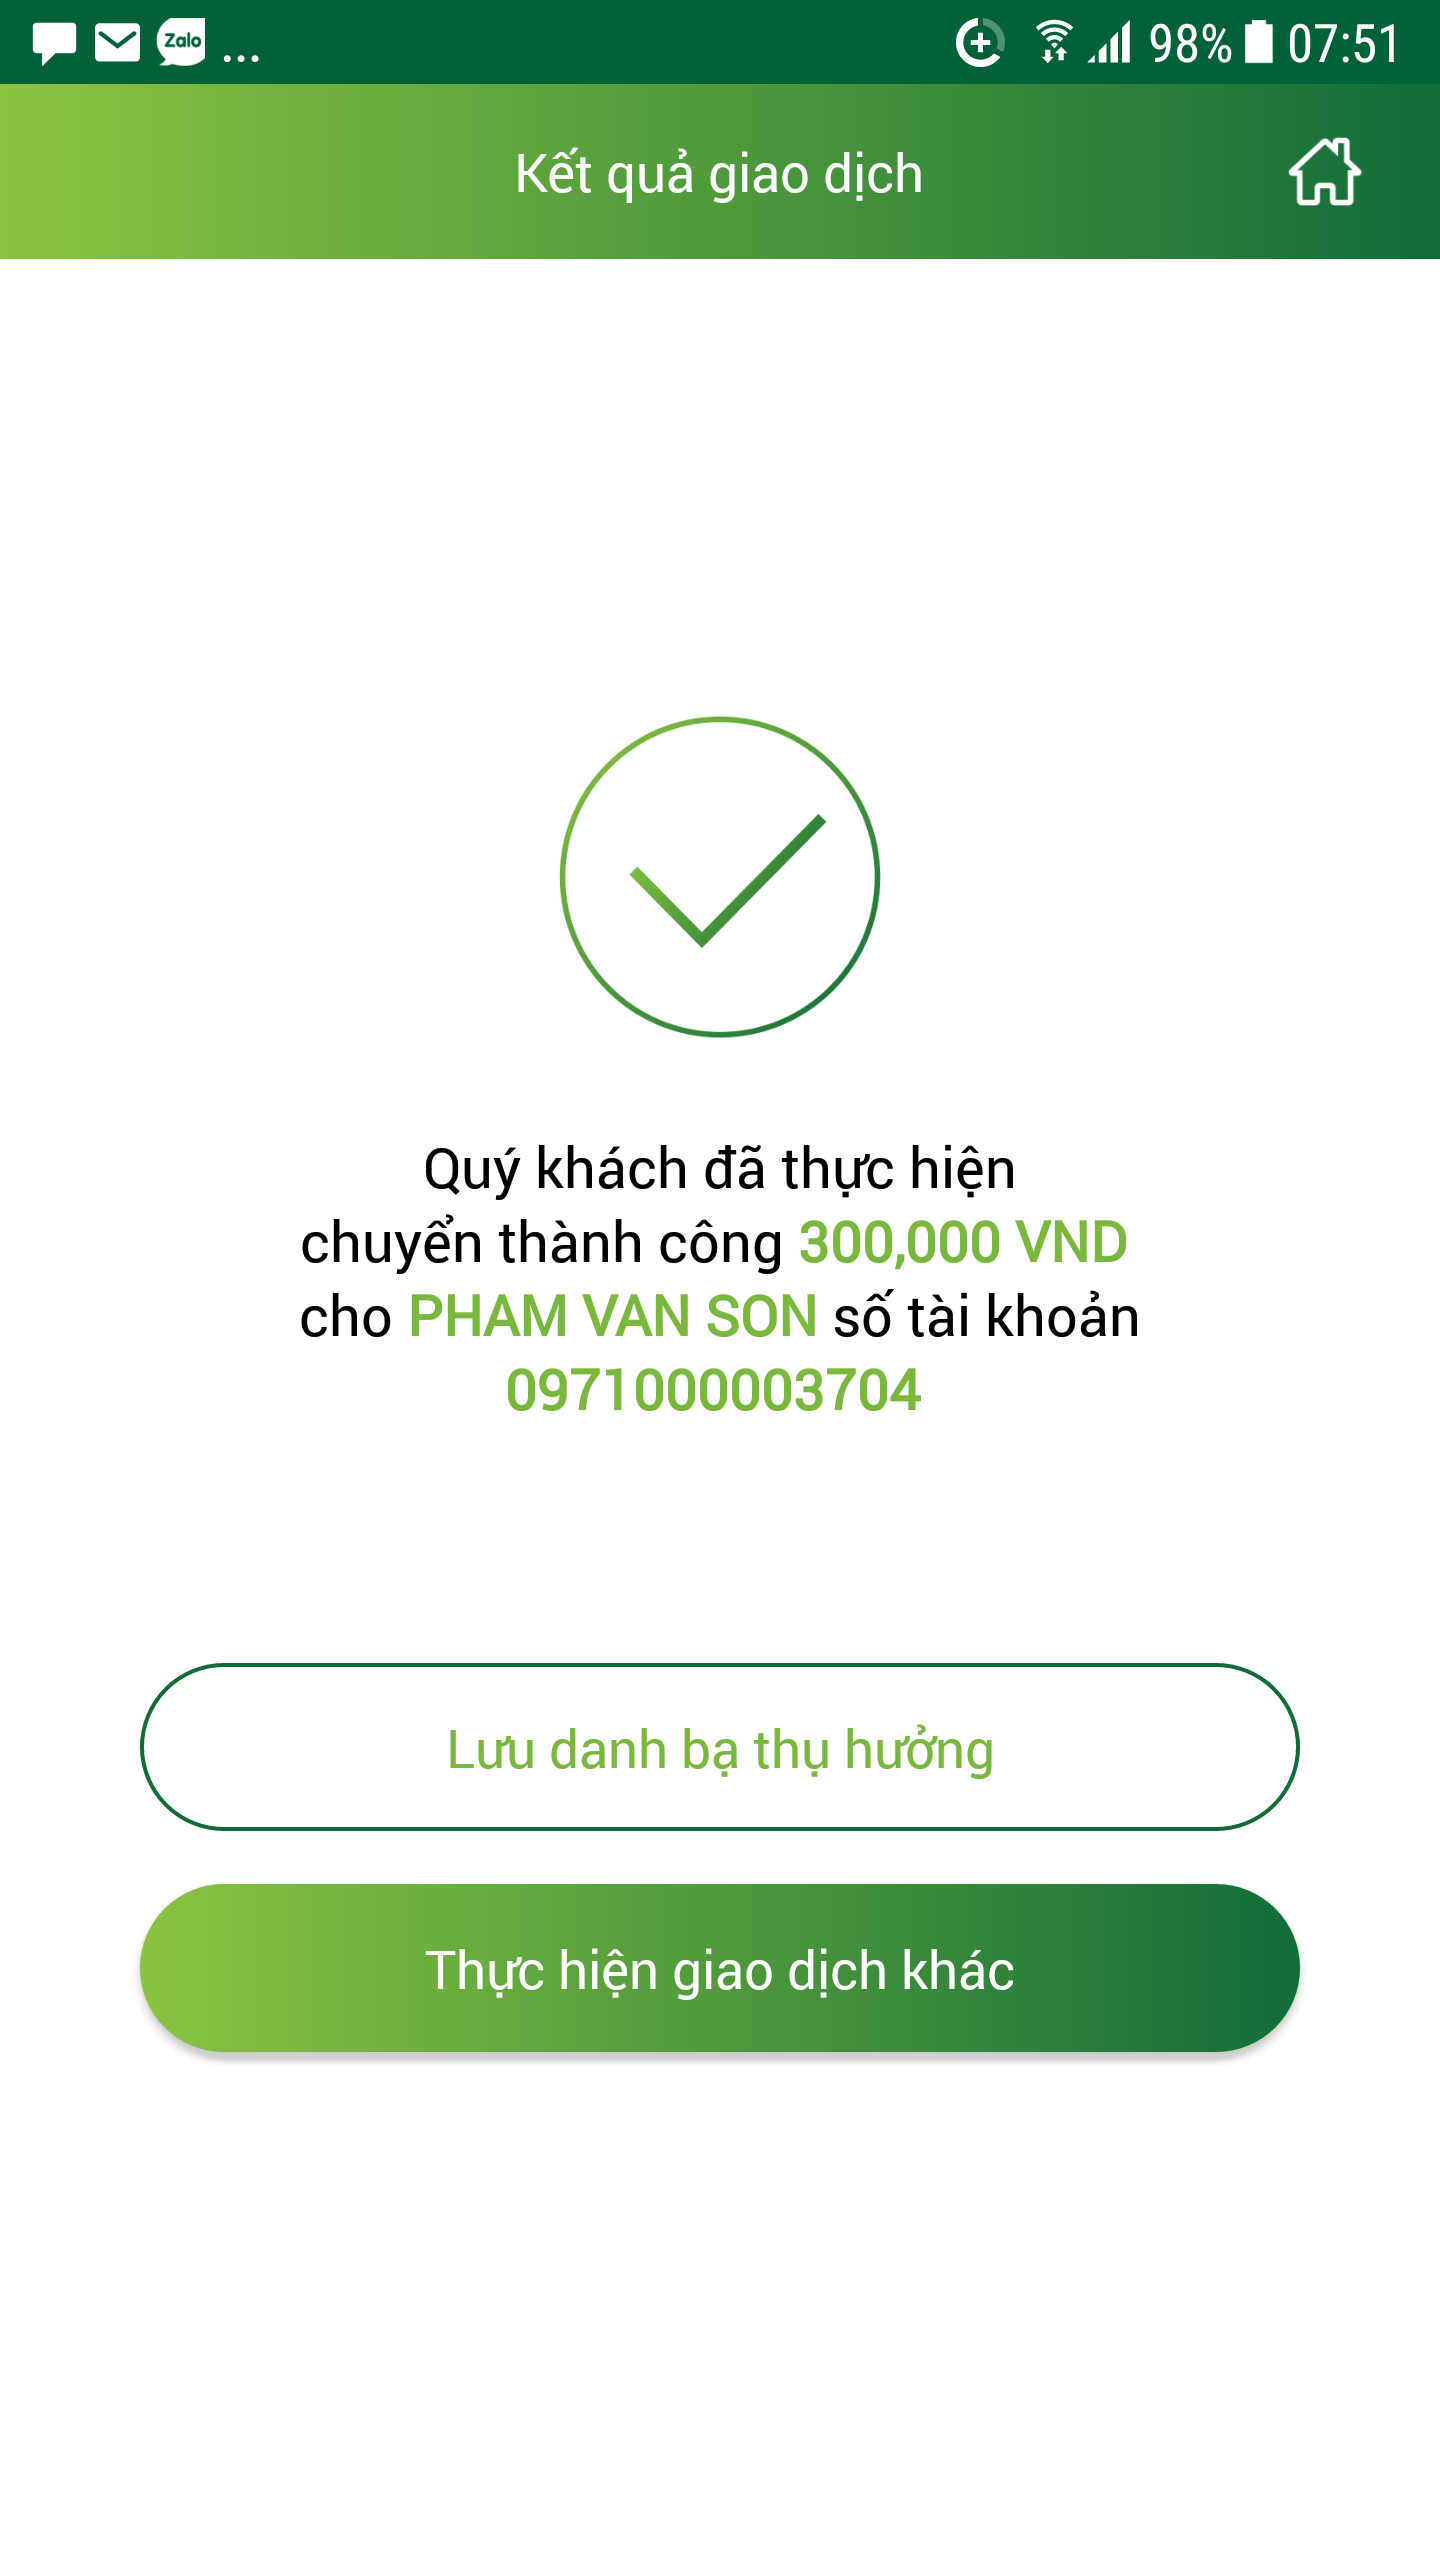 Zalo ... 98% 07:51
Kết quả giao dịch
Quý khách đã thực hiện
chuyển thành công 300,000 VND
cho PHAM VAN SON số tài khoản
0971000003704
Lưu danh bạ thụ hưởng
Thực hiện giao dịch khác